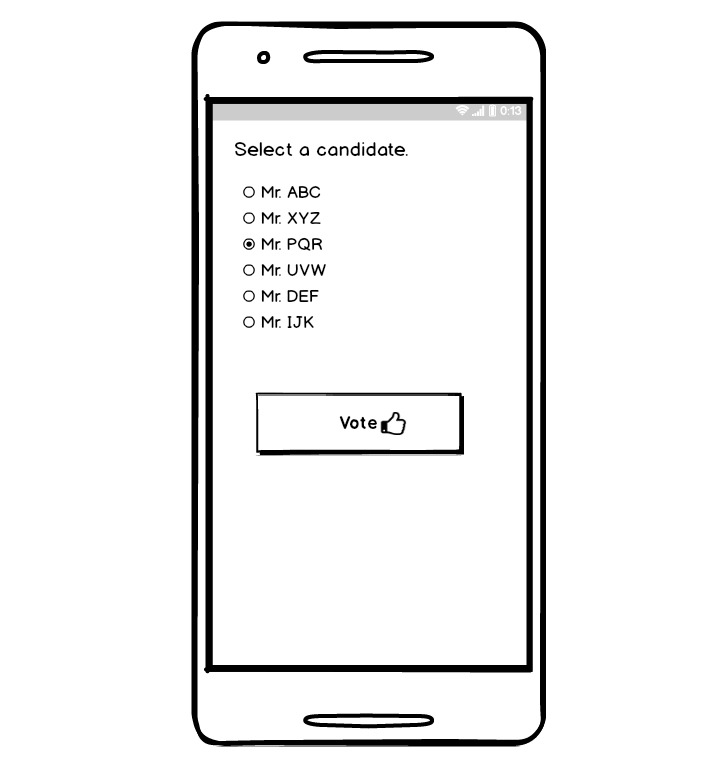 0:13
Select a candidate.
Mr. ABC
Mr. XYZ
Mr. PQR
Mr. UVW
Mr. DEF
Mr. IJK
Vote